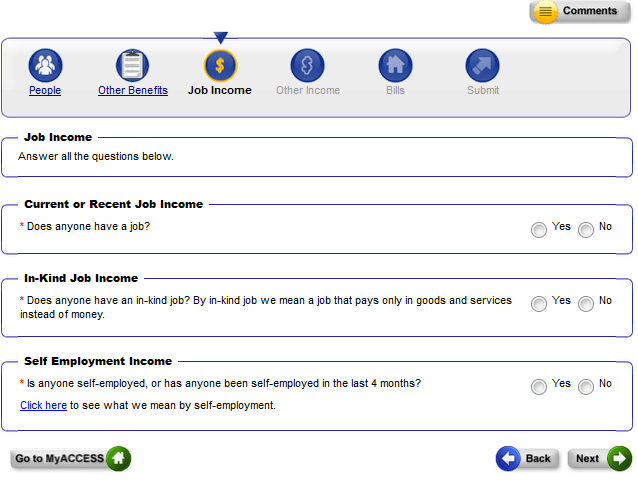 Comments
People
Other Benefits
Job Income
Other Income
Bills
Submit
Job Income
Answer all the questions below.
Current or Recent Job Income
* Does anyone have a job?
Yes
No
In-Kind Job Income
* Does anyone have an in-kind job? By in-kind job we mean a job that pays only in goods and services
instead of money.
Yes
No
Self Employment Income
* Is anyone self-employed, or has anyone been self-employed in the last 4 months?
Yes
No
Click here to see what we mean by self-employment.
Go to MyACCESS
Back
Next